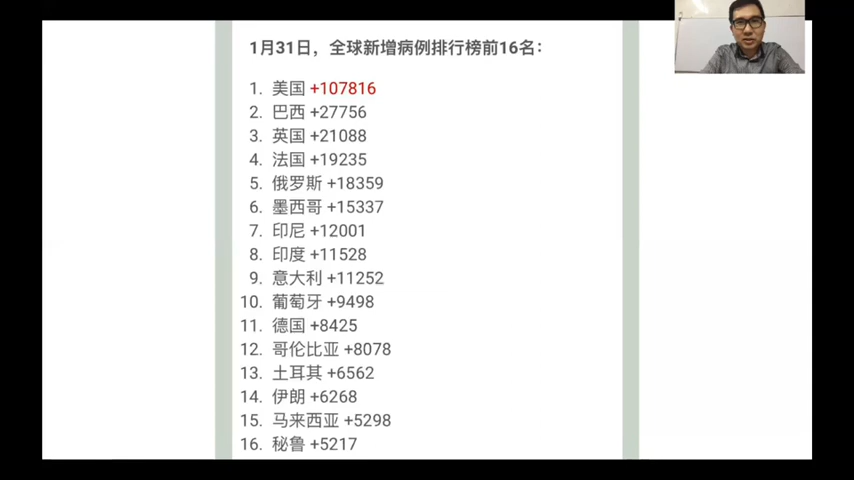 1月31日，全球新增病例排行榜前16名：
1. 美国 +107816
2. 巴西 +27756
3. 英国 +21088
4. 法国 +19235
5. 俄罗斯 +18359
6. 墨西哥 +15337
7. 印尼 +12001
8. 印度 +11528
9. 意大利 +11252
10. 葡萄牙 +9498
11. 德国 +8425
12. 哥伦比亚 +8078
13. 土耳其 +6562
14. 伊朗 +6268
15. 马来西亚 +5298
16. 秘鲁 +5217